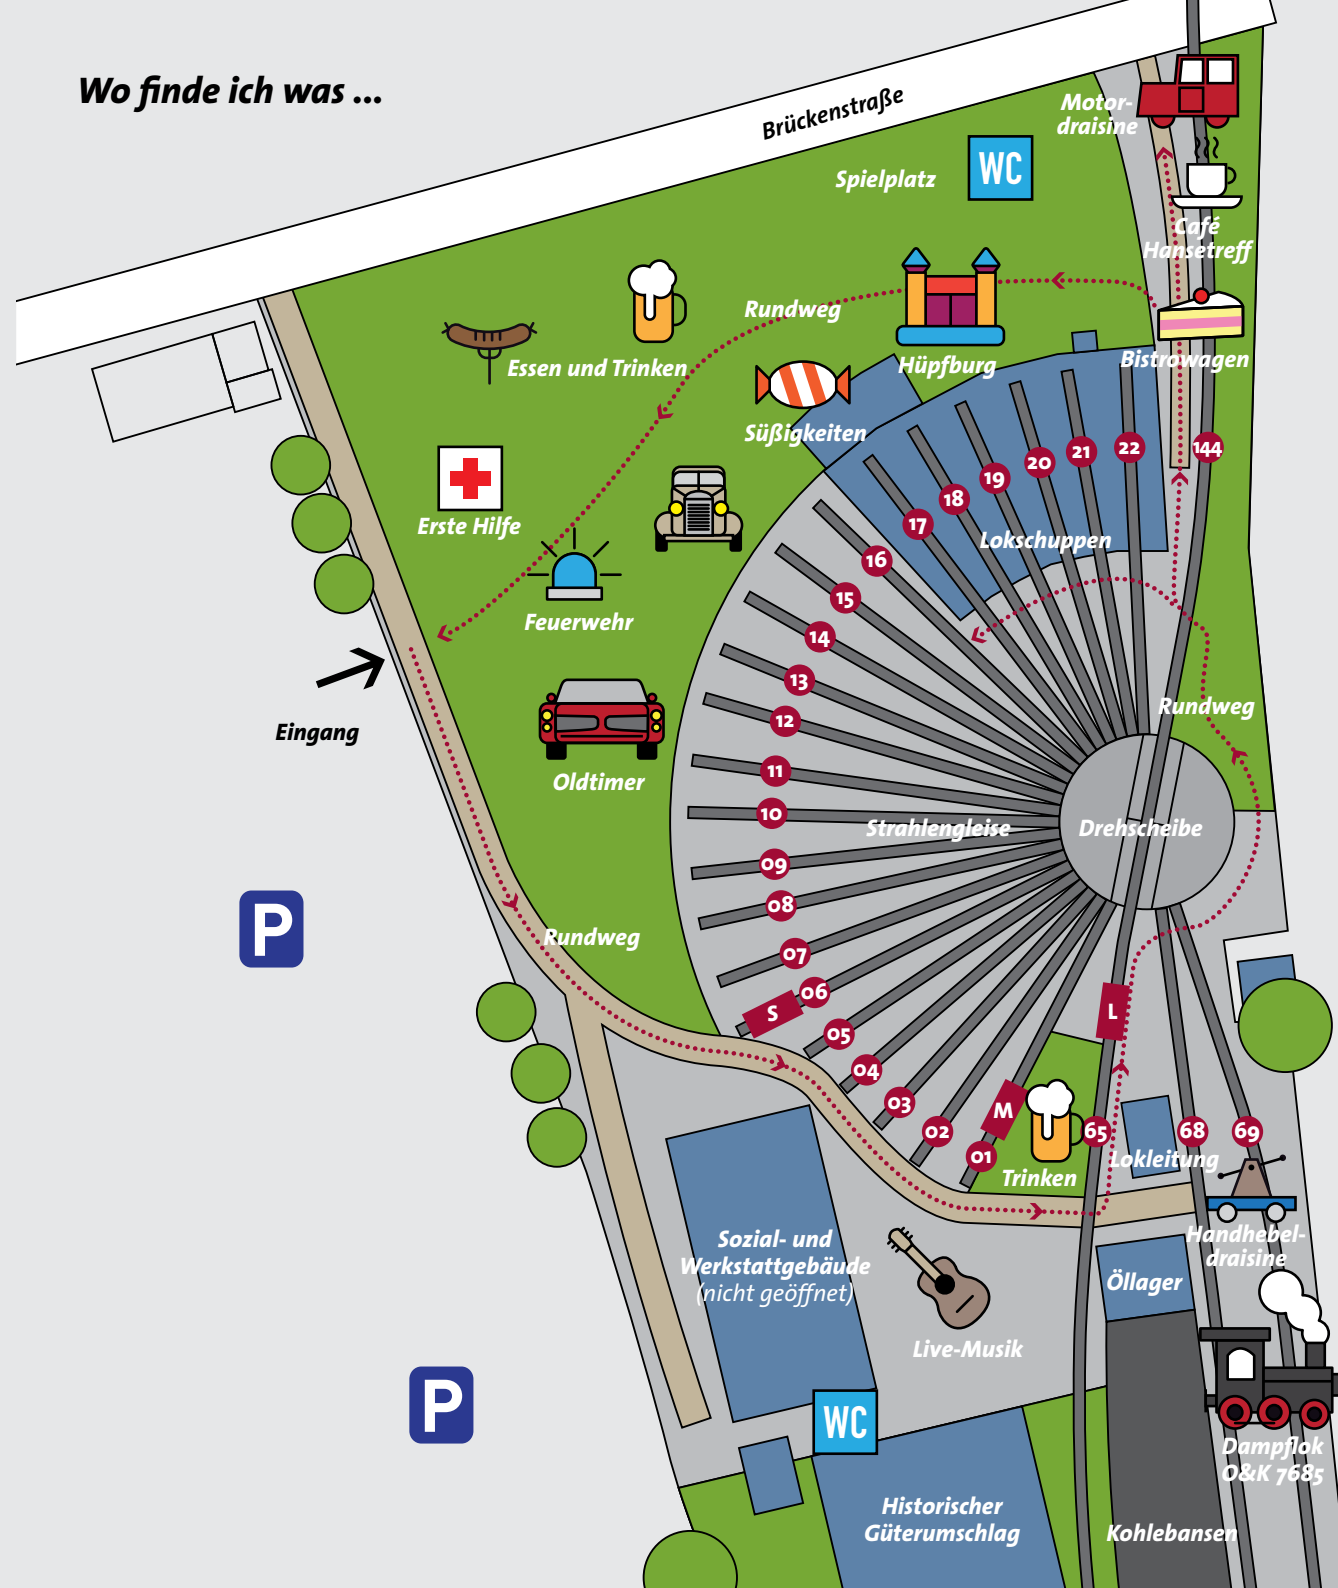 Wo finde ich was ...
Brückenstraße
Motor-
draisine
Spielplatz
WC
Café
Hansetreff
Rundweg
Essen und Trinken
Hüpfburg
Bistrowagen
Süßigkeiten
Erste Hilfe
Lokschuppen
22
144
21
20
19
18
17
16
15
14
13
12
11
10
09
08
07
06
05
04
03
02
01
Feuerwehr
Eingang
Oldtimer
Rundweg
Strahlengleise
Drehscheibe
P
Rundweg
S
L
M
65
68
69
Trinken
Lokleitung
Handhebel-
draisine
Sozial- und
Werkstattgebäude
(nicht geöffnet)
Öllager
Live-Musik
P
WC
Dampflok
O&K 7685
Historischer
Güterumschlag
Kohlebansen